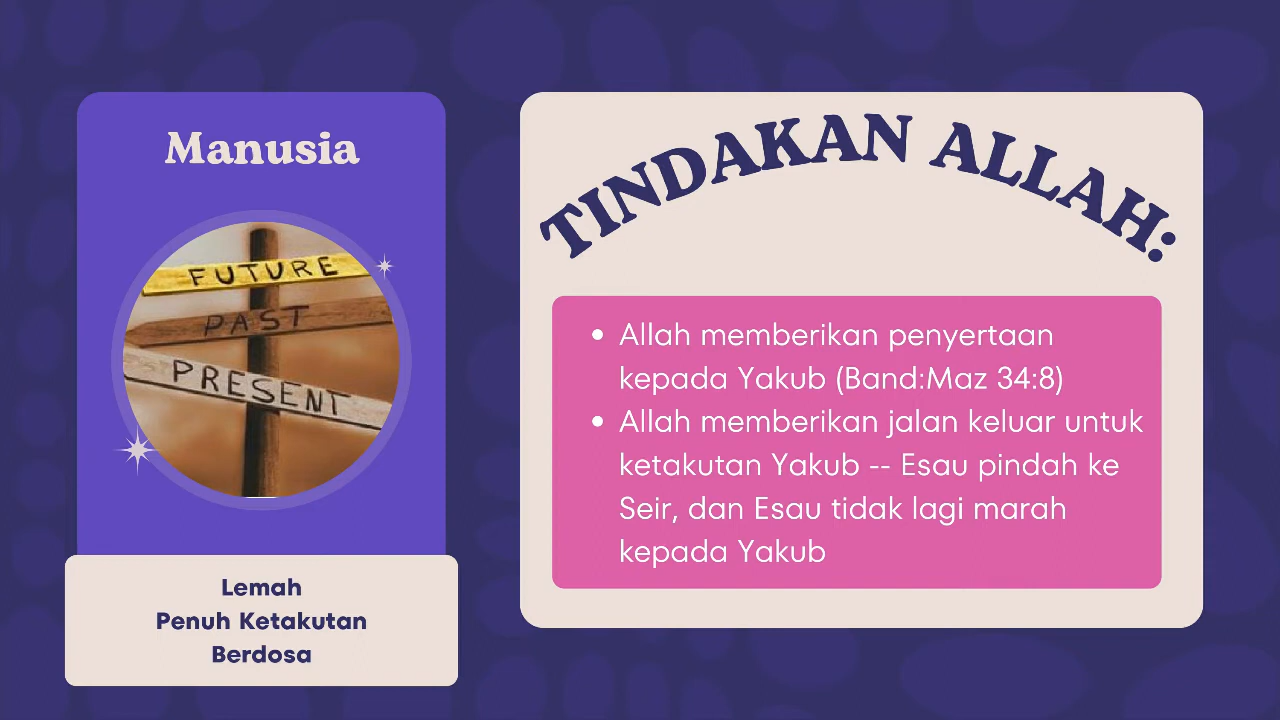 Manusia
FUTURE
PAST
PRESENT
Lemah
Penuh Ketakutan
Berdosa
TINDAKAN ALLAH:
• Allah memberikan penyertaan
kepada Yakub (Band:Maz 34:8)
• Allah memberikan jalan keluar untuk
ketakutan Yakub -- Esau pindah ke
Seir, dan Esau tidak lagi marah
kepada Yakub